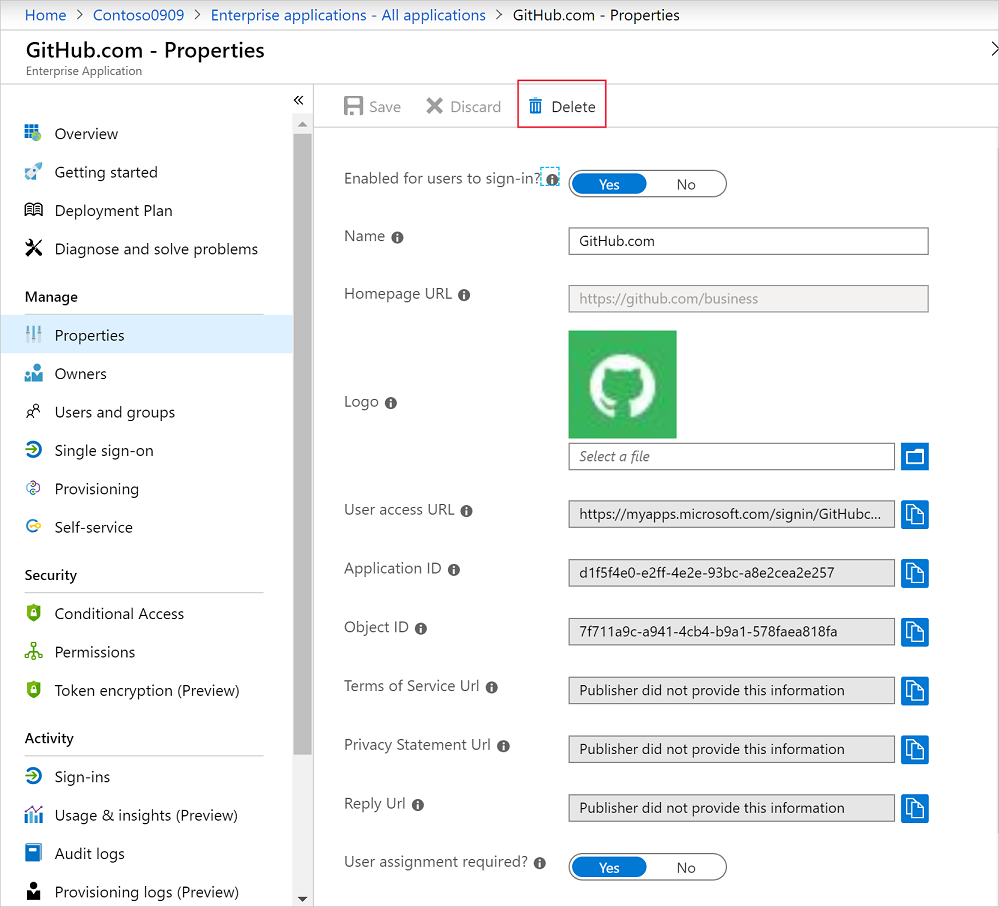 Home > Contoso0909 > Enterprise applications - All applications > GitHub.com - Properties
GitHub.com - Properties
Enterprise Application
Overview
Getting started
Deployment Plan
Diagnose and solve problems
Manage
Properties
Owners
Users and groups
Single sign-on
Provisioning
Self-service
Security
Conditional Access
Permissions
Token encryption (Preview)
Activity
Sign-ins
Usage & insights (Preview)
Audit logs
Provisioning logs (Preview)
Save Discard Delete
Enabled for users to sign-in? Yes No
Name GitHub.com
Homepage URL https://github.com/business
Logo
Select a file
User access URL https://myapps.microsoft.com/signin/GitHubc...
Application ID d1f5f4e0-e2ff-4e2e-93bc-a8e2cea2e257
Object ID 7f711a9c-a941-4cb4-b9a1-578faea818fa
Terms of Service Url Publisher did not provide this information
Privacy Statement Url Publisher did not provide this information
Reply Url Publisher did not provide this information
User assignment required? Yes No